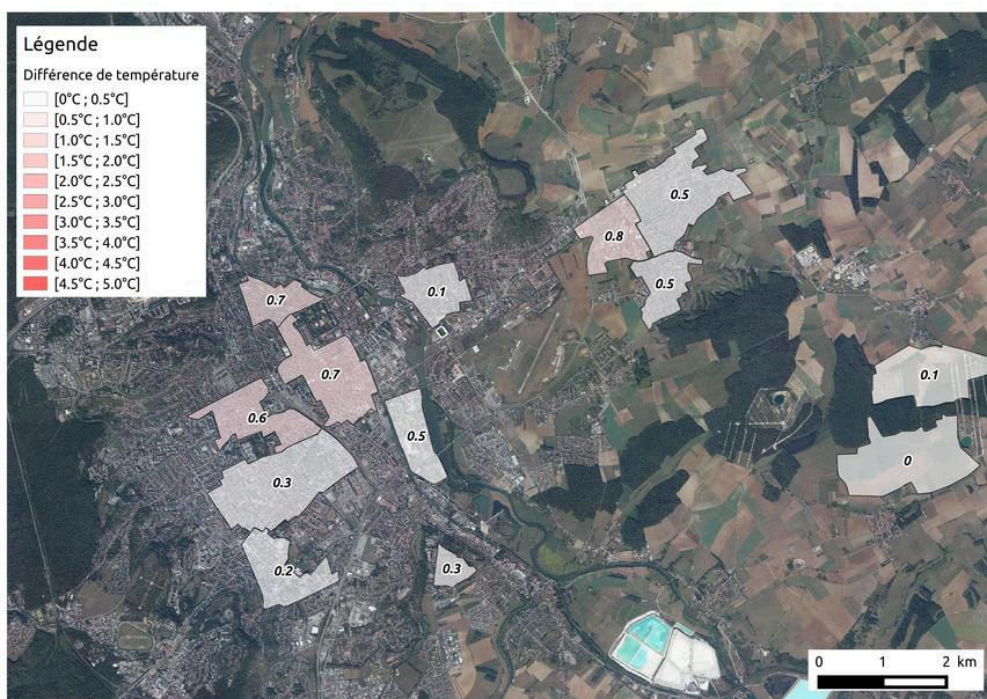 Légende
Différence de température
[0°C ; 0.5°C]
[0.5°C ; 1.0°C]
[1.0°C ; 1.5°C]
[1.5°C ; 2.0°C]
[2.0°C ; 2.5°C]
[2.5°C ; 3.0°C]
[3.0°C ; 3.5°C]
[3.5°C ; 4.0°C]
[4.0°C ; 4.5°C]
[4.5°C ; 5.0°C]
0.5
0.8
0.5
0.1
0.7
0.7
0.1
0.6
0.5
0
0.3
0.2
0.3
0 1 2 km